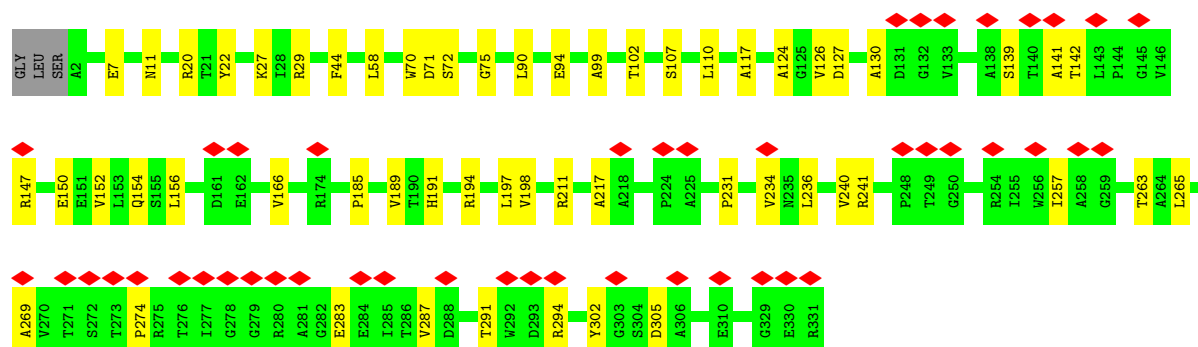 GLY LEU SER A2 E7 N11 R20 T21 Y22 K27 I28 R29 F44 L58 W70 D71 S72 G75 L90 E94 A99 T102 S107 L110 A117 A124 G125 V126 D127 A130 D131 G132 V133 A138 S139 T140 A141 T142 L143 P144 G145 V146
R147 E150 E151 V152 L153 Q154 S155 L156 D161 E162 V166 R174 P185 V189 T190 H191 R194 L197 V198 R211 A217 A218 P224 A225 P231 V234 N235 L236 V240 R241 P248 T249 G250 R254 I255 W256 I257 A258 G259 T263 A264 L265
A269 V270 T271 S272 T273 P274 R275 T276 I277 G278 G279 R280 A281 G282 E283 E284 I285 T286 V287 D288 T291 W292 D293 R294 Y302 G303 S304 D305 A306 E310 G329 E330 R331